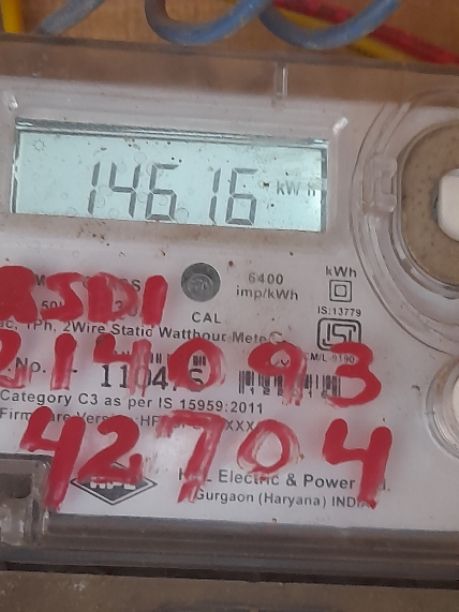 14616 kWh
6400
imp/kWh
kWh
CAL
IS:13779
RSDI
ac, 1Ph. 2Wire Static Watthour Meter
214093
Category C3 as per IS 15959:2011
42704
Electric & Power
Gurgaon (Haryana) INDIA